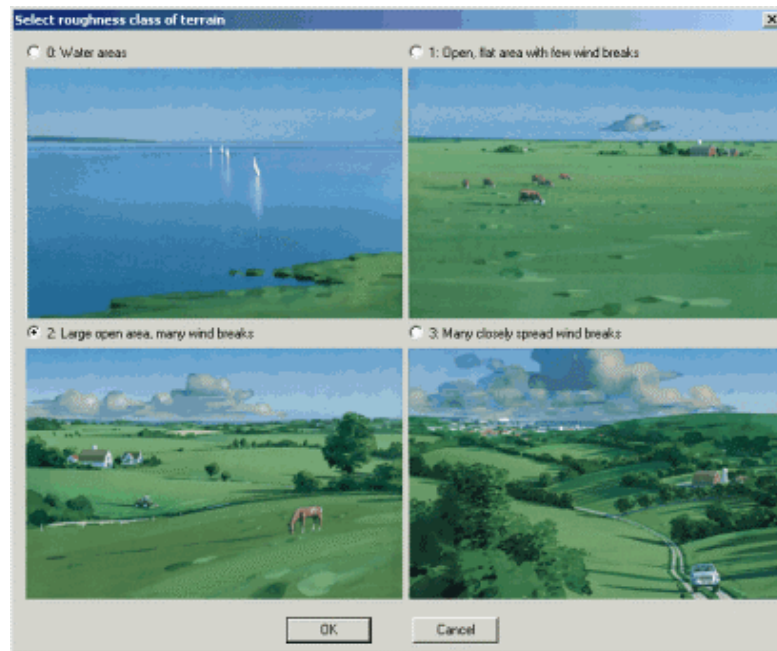 Select roughness class of terrain
0: Water areas
1: Open, flat area with few wind breaks
2: Large open area, many wind breaks
3: Many closely spread wind breaks
OK
Cancel